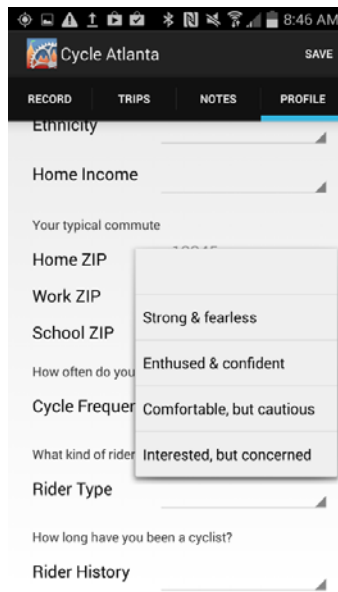 8:46 AM
Cycle Atlanta
SAVE
RECORD TRIPS NOTES PROFILE
Ethnicity
Home Income
Your typical commute
Home ZIP
Work ZIP
Strong & fearless
School ZIP
Enthused & confident
How often do you
Cycle Frequen
Comfortable, but cautious
What kind of rider
Interested, but concerned
Rider Type
How long have you been a cyclist?
Rider History